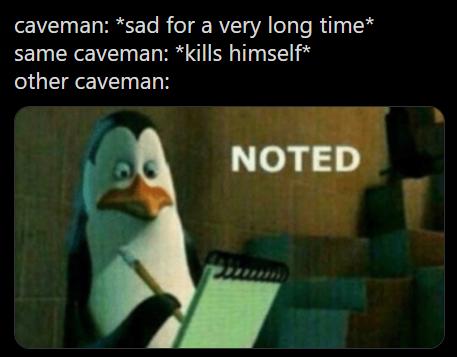 caveman: *sad for a very long time*
same caveman: *kills himself*
other caveman:
NOTED